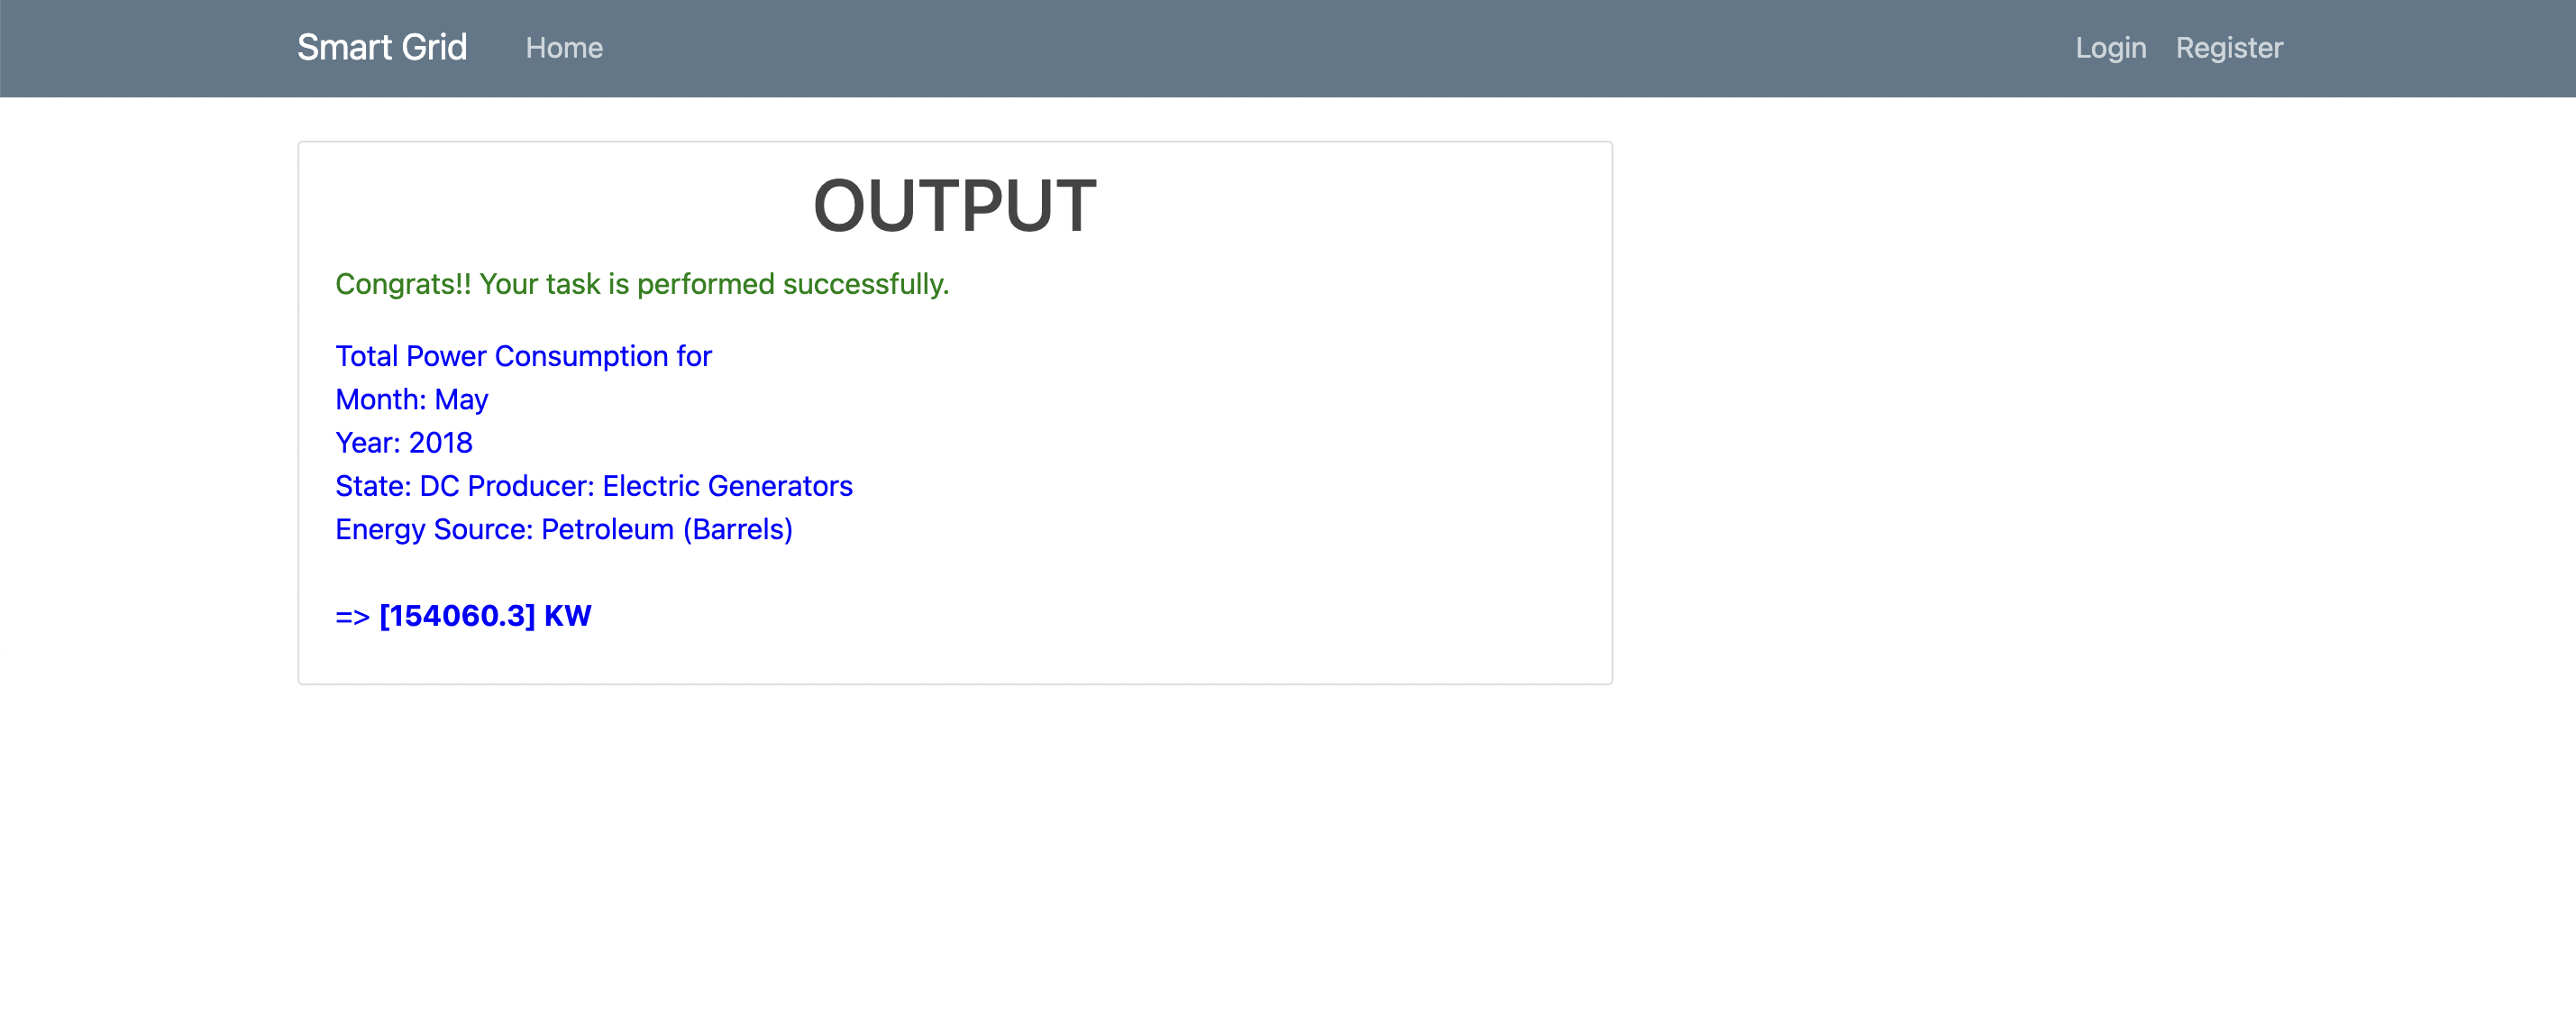 Smart Grid Home Login Register
OUTPUT
Congrats!! Your task is performed successfully.
Total Power Consumption for
Month: May
Year: 2018
State: DC Producer: Electric Generators
Energy Source: Petroleum (Barrels)
=> [154060.3] KW